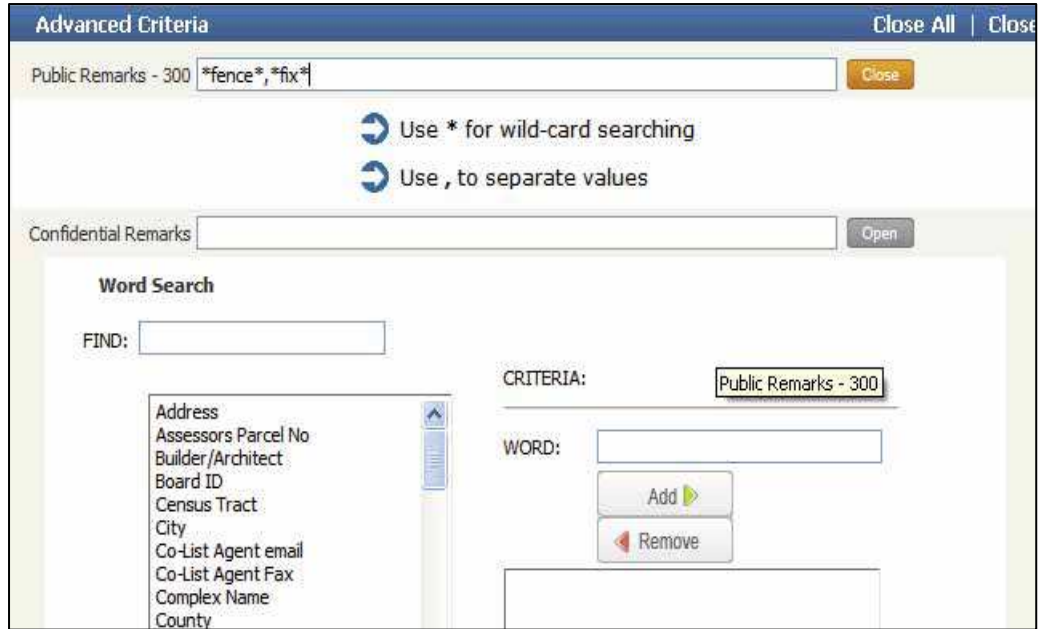 Advanced Criteria Close All | Close
Public Remarks - 300 *fence*,*fix* Close
Use * for wild-card searching
Use , to separate values
Confidential Remarks Open
Word Search
FIND:
CRITERIA: Public Remarks - 300
Address
Assessors Parcel No
WORD:
Builder/Architect
Board ID
Census Tract
Add
City
Co-List Agent email
Remove
Co-List Agent Fax
Complex Name
County